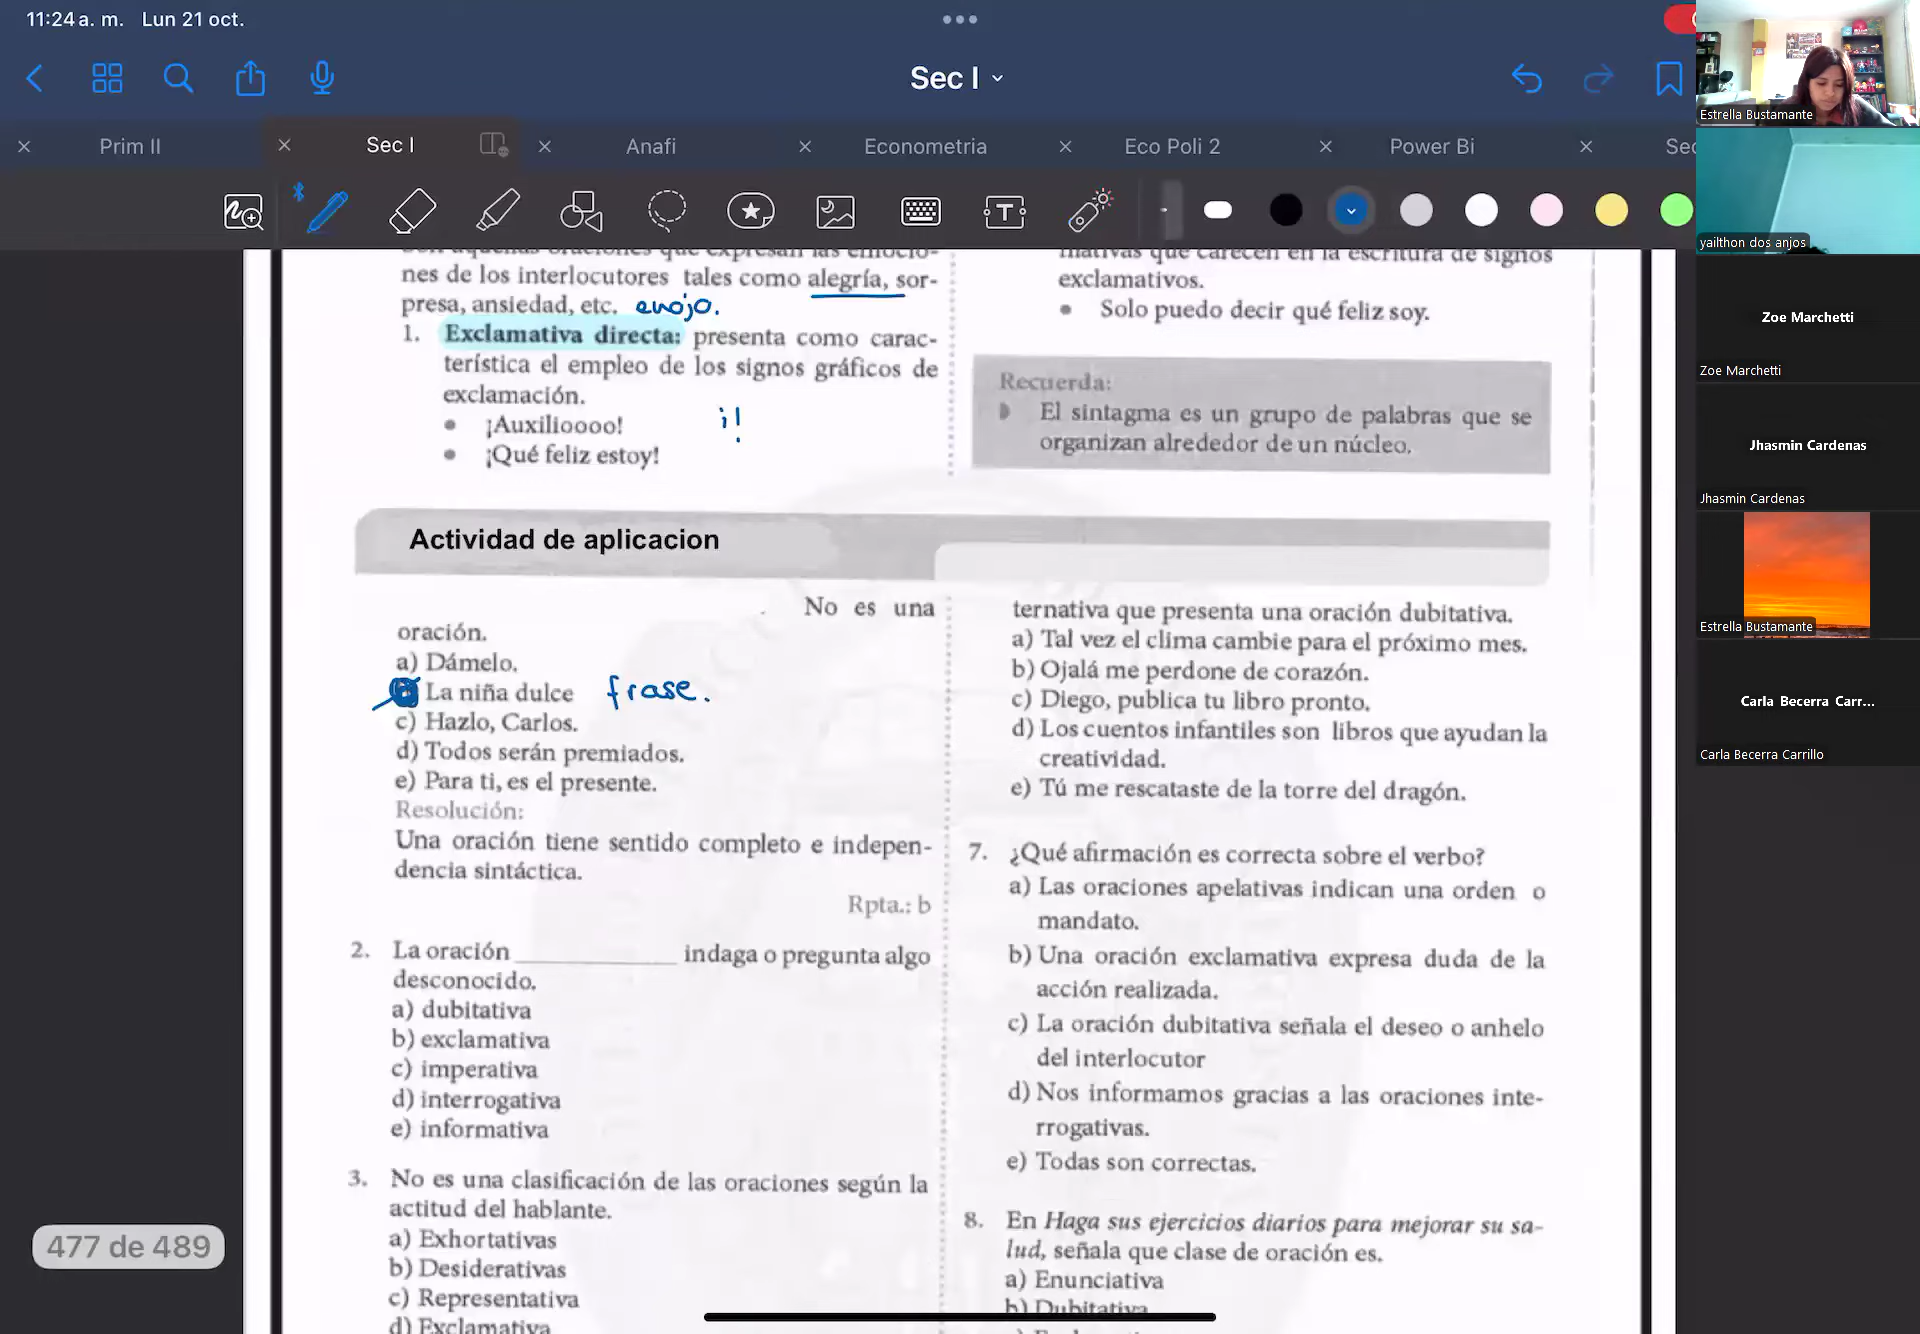 11:24 a. m. Lun 21 oct.
Sec I
Prim II
Sec I
Anafi
Econometria
Eco Poli 2
Power Bi
Sec
nes de los interlocutores tales como alegría, sor-
presa, ansiedad, etc. enojo.
1. Exclamativa directa: presenta como carac-
terística el empleo de los signos gráficos de
exclamación.
• ¡Auxilioooo! ¡!
• ¡Qué feliz estoy!
mativas que carecen en la escritura de signos
exclamativos.
• Solo puedo decir qué feliz soy.
Recuerda:
El sintagma es un grupo de palabras que se
organizan alrededor de un núcleo.
Actividad de aplicacion
No es una
oración.
a) Dámelo.
La niña dulce frase.
c) Hazlo, Carlos.
d) Todos serán premiados.
e) Para ti, es el presente.
Resolución:
Una oración tiene sentido completo e indepen-
dencia sintáctica.
Rpta.: b
2. La oración ____________ indaga o pregunta algo
desconocido.
a) dubitativa
b) exclamativa
c) imperativa
d) interrogativa
e) informativa
3. No es una clasificación de las oraciones según la
actitud del hablante.
a) Exhortativas
b) Desiderativas
c) Representativa
d) Exclamativa
ternativa que presenta una oración dubitativa.
a) Tal vez el clima cambie para el próximo mes.
b) Ojalá me perdone de corazón.
c) Diego, publica tu libro pronto.
d) Los cuentos infantiles son libros que ayudan la
creatividad.
e) Tú me rescataste de la torre del dragón.
7. ¿Qué afirmación es correcta sobre el verbo?
a) Las oraciones apelativas indican una orden o
mandato.
b) Una oración exclamativa expresa duda de la
acción realizada.
c) La oración dubitativa señala el deseo o anhelo
del interlocutor
d) Nos informamos gracias a las oraciones inte-
rrogativas.
e) Todas son correctas.
8. En Haga sus ejercicios diarios para mejorar su sa-
lud, señala que clase de oración es.
a) Enunciativa
b) Dubitativa
477 de 489
Estrella Bustamante
yailthon dos anjos
Zoe Marchetti
Zoe Marchetti
Jhasmin Cardenas
Jhasmin Cardenas
Estrella Bustamante
Carla Becerra Carr...
Carla Becerra Carrillo